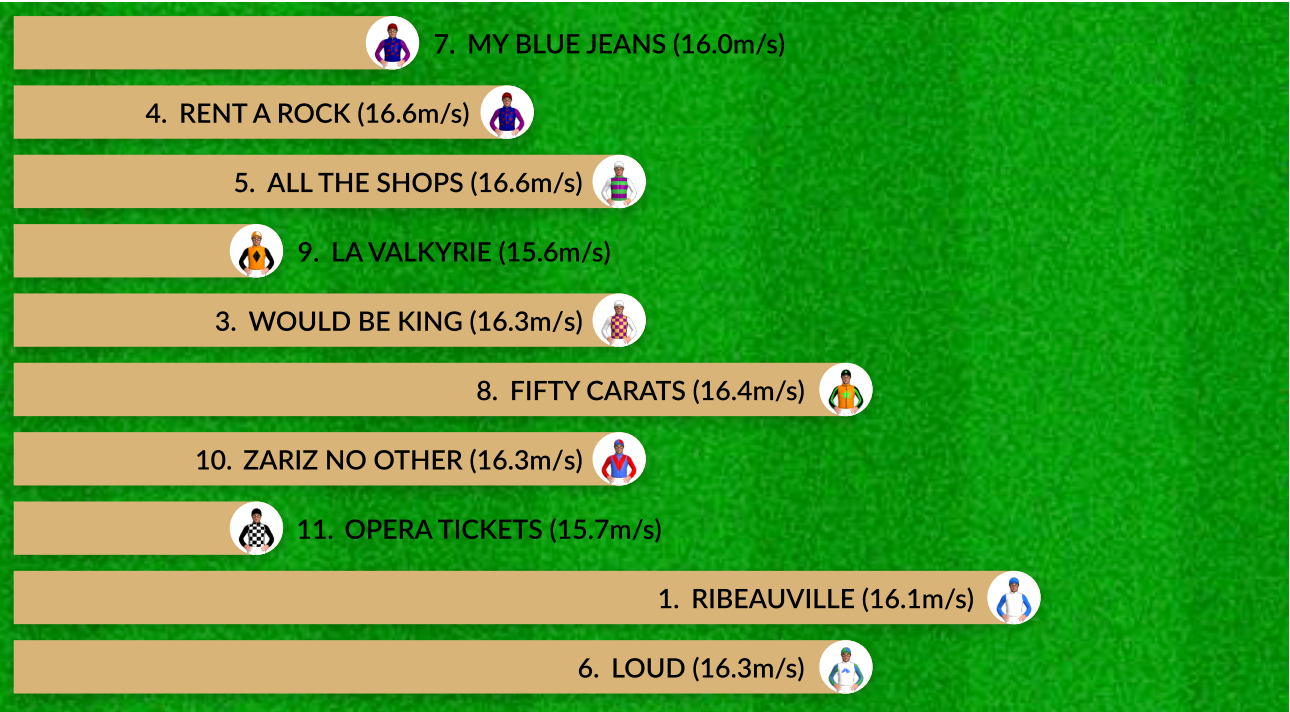 7. MY BLUE JEANS (16.0m/s)
4. RENT A ROCK (16.6m/s)
5. ALL THE SHOPS (16.6m/s)
9. LA VALKYRIE (15.6m/s)
3. WOULD BE KING (16.3m/s)
8. FIFTY CARATS (16.4m/s)
10. ZARIZ NO OTHER (16.3m/s)
11. OPERA TICKETS (15.7m/s)
1. RIBEAUVILLE (16.1m/s)
6. LOUD (16.3m/s)